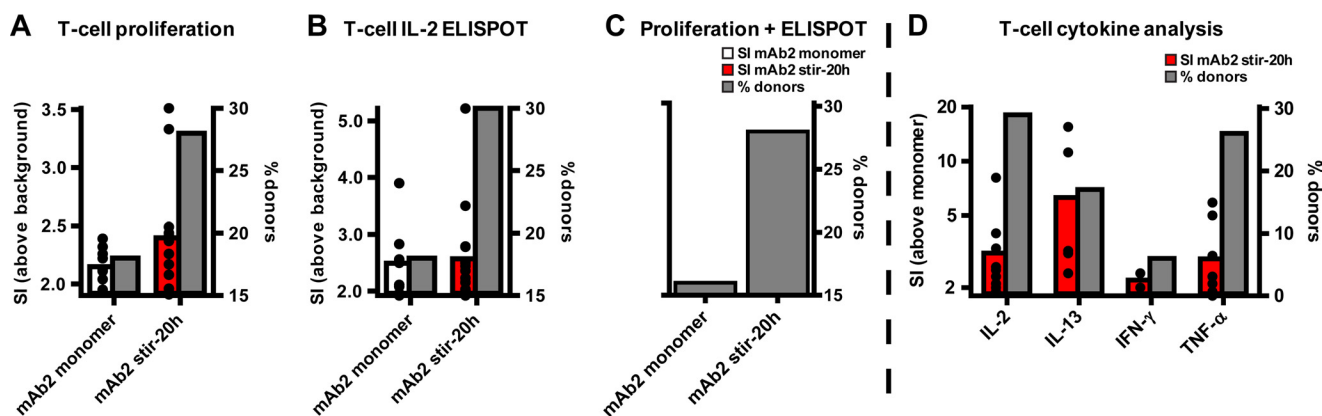 A T-cell proliferation
SI (above background)
3.5
3.0
2.5
2.0
30
25
20
15
% donors
mAb2 monomer
mAb2 stir-20h
B T-cell IL-2 ELISPOT
SI (above background)
5.0
4.0
3.0
2.0
30
25
20
15
% donors
mAb2 monomer
mAb2 stir-20h
C Proliferation + ELISPOT
SI mAb2 monomer
SI mAb2 stir-20h
% donors
30
25
20
15
% donors
mAb2 monomer
mAb2 stir-20h
D T-cell cytokine analysis
SI mAb2 stir-20h
% donors
SI (above monomer)
20
10
5
2
30
20
10
6
0
% donors
IL-2
IL-13
IFN-γ
TNF-α